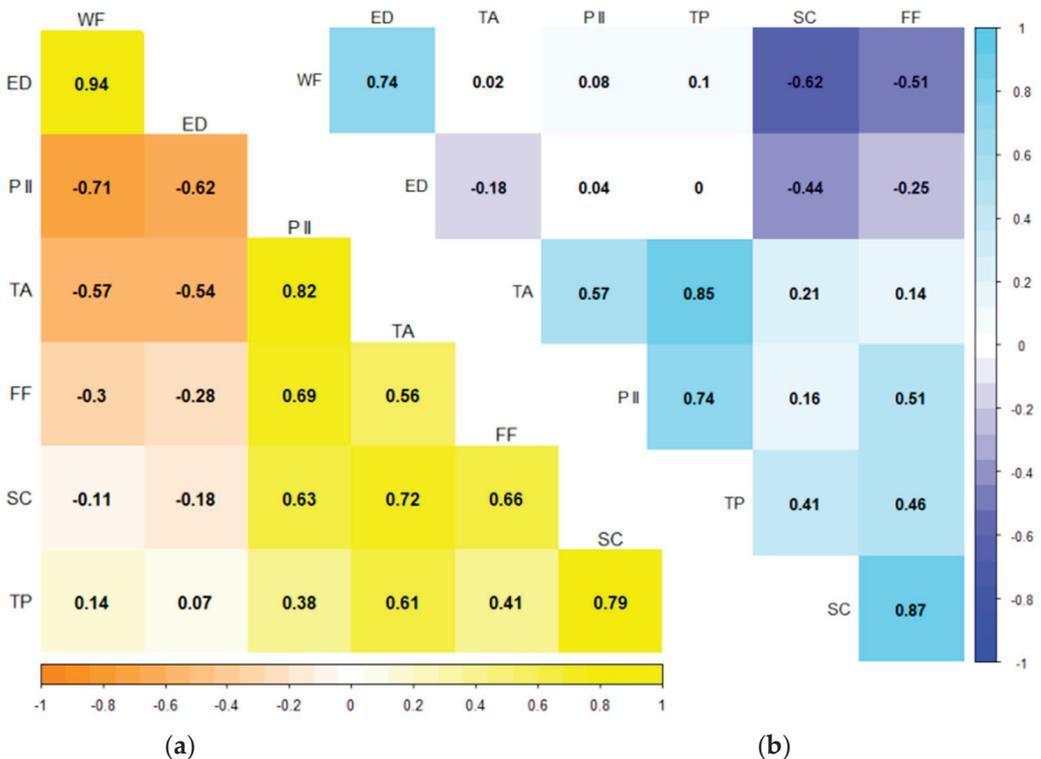 WF
ED 0.94
ED
P II -0.71 -0.62
P II
TA -0.57 -0.54 0.82
TA
FF -0.3 -0.28 0.69 0.56
FF
SC -0.11 -0.18 0.63 0.72 0.66
SC
TP 0.14 0.07 0.38 0.61 0.41 0.79
-1 -0.8 -0.6 -0.4 -0.2 0 0.2 0.4 0.6 0.8 1
(a)
ED TA P II TP SC FF
WF 0.74 0.02 0.08 0.1 -0.62 -0.51
ED -0.18 0.04 0 -0.44 -0.25
TA 0.57 0.85 0.21 0.14
P II 0.74 0.16 0.51
TP 0.41 0.46
SC 0.87
1
0.8
0.6
0.4
0.2
0
-0.2
-0.4
-0.6
-0.8
-1
(b)